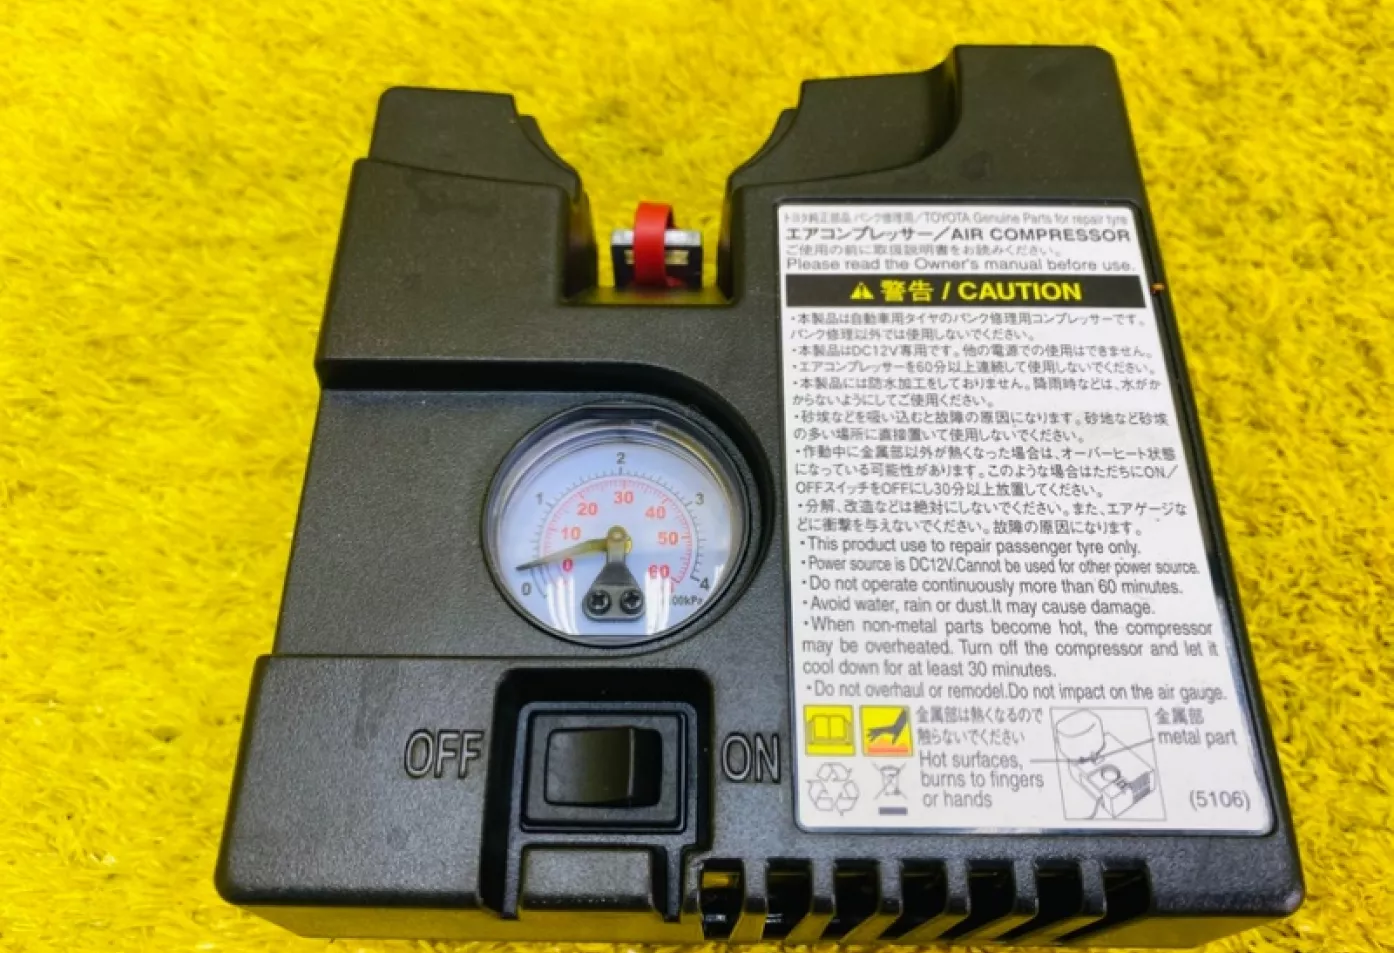 トヨタ純正部品 パンク修理用/TOYOTA Genuine Parts for repair tyre
エアコンプレッサー/AIR COMPRESSOR
ご使用の前に取扱説明書をお読みください。
Please read the Owner's manual before use.
警告 / CAUTION
・本製品は自動車用タイヤのパンク修理用コンプレッサーです。
パンク修理以外では使用しないでください。
・本製品はDC12V専用です。他の電源での使用はできません。
・エアコンプレッサーを60分以上連続して使用しないでください。
・本製品には防水加工をしておりません。降雨時などは、水がか
からないようにしてご使用ください。
・砂埃などを吸い込むと故障の原因になります。砂地など砂埃
の多い場所に直接置いて使用しないでください。
・作動中に金属部以外が熱くなった場合は、オーバーヒート状態
になっている可能性があります。このような場合はただちにON/
OFFスイッチをOFFにし30分以上放置してください。
・分解、改造などは絶対にしないでください。また、エアゲージな
どに衝撃を与えないでください。故障の原因になります。
・This product use to repair passenger tyre only.
・Power source is DC12V.Cannot be used for other power source.
・Do not operate continuously more than 60 minutes.
・Avoid water, rain or dust.It may cause damage.
・When non-metal parts become hot, the compressor
may be overheated. Turn off the compressor and let it
cool down for at least 30 minutes.
・Do not overhaul or remodel.Do not impact on the air gauge.
金属部は熱くなるので
触らないでください
Hot surfaces,
burns to fingers
or hands
金属部
metal part
(5106)
0 1 2 3 4
0 10 20 30 40 50 60
00kPa
OFF
ON